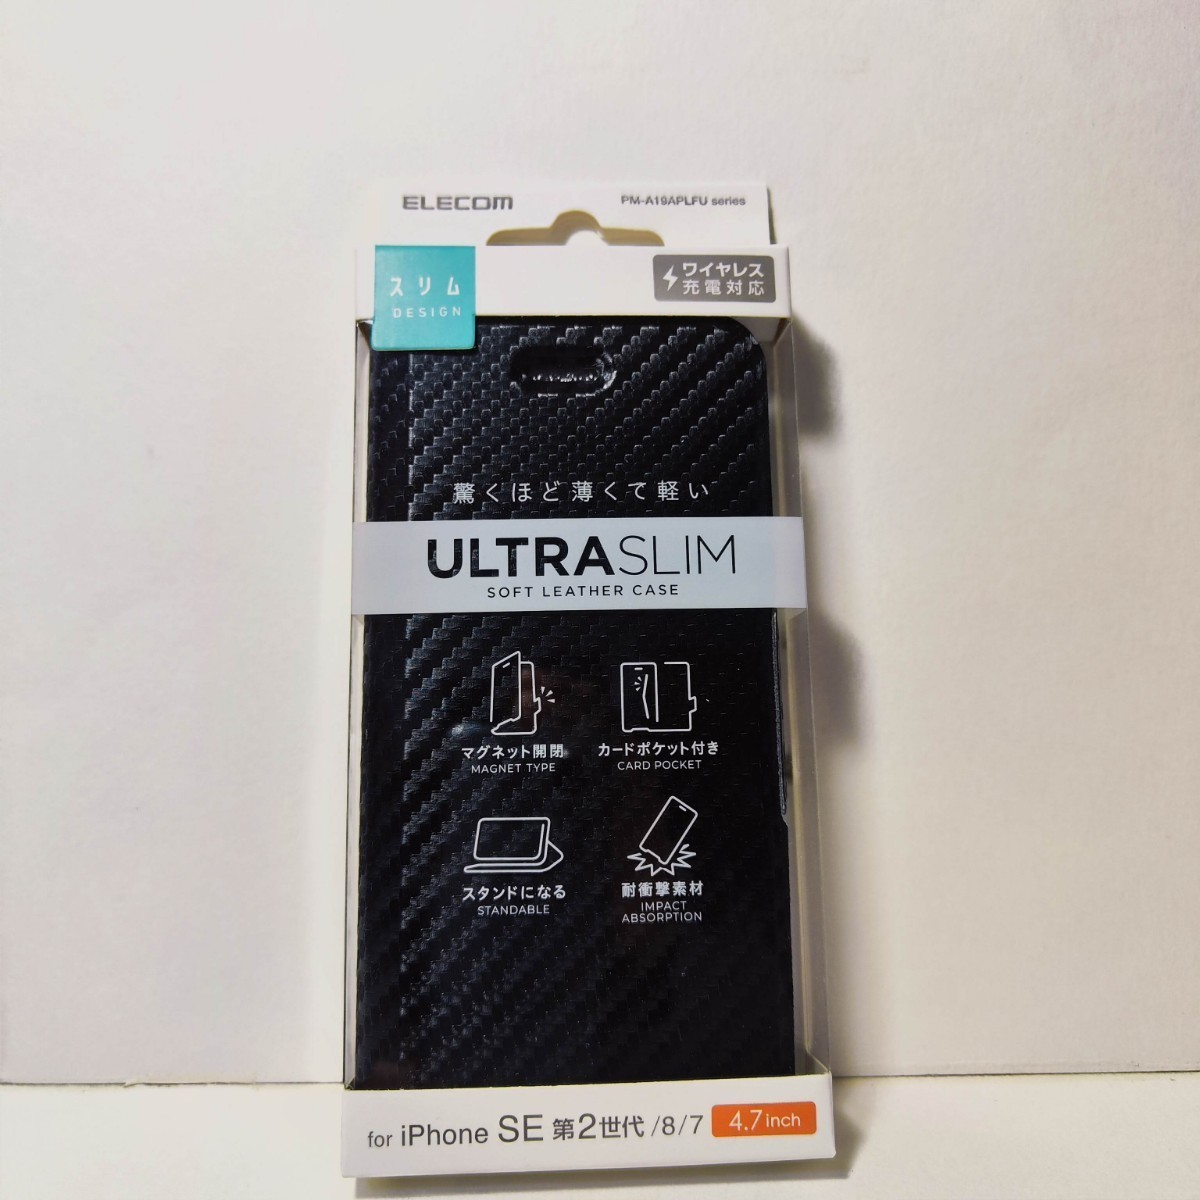 ELECOM
PM-A19APLFU series
スリム
DESIGN
ワイヤレス
充電対応
驚くほど薄くて軽い
ULTRASLIM
SOFT LEATHER CASE
マグネット開閉
MAGNET TYPE
カードポケット付き
CARD POCKET
スタンドになる
STANDABLE
耐衝撃素材
IMPACT
ABSORPTION
for iPhone SE 第2世代 /8/7 4.7inch